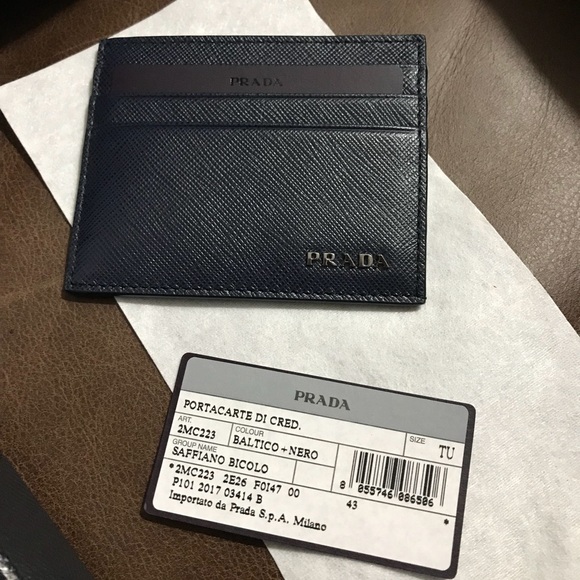 PRADA
PRADA
PRADA
PORTACARTE DI CRED.
ART. COLOUR SIZE
2MC223 BALTICO+NERO TU
GROUP NAME
SAFFIANO BICOLO
*2MC223 2E26 F0I47 00
P101 2017 03414 B
Importato da Prada S.p.A. Milano
8 055746 086506
43 *